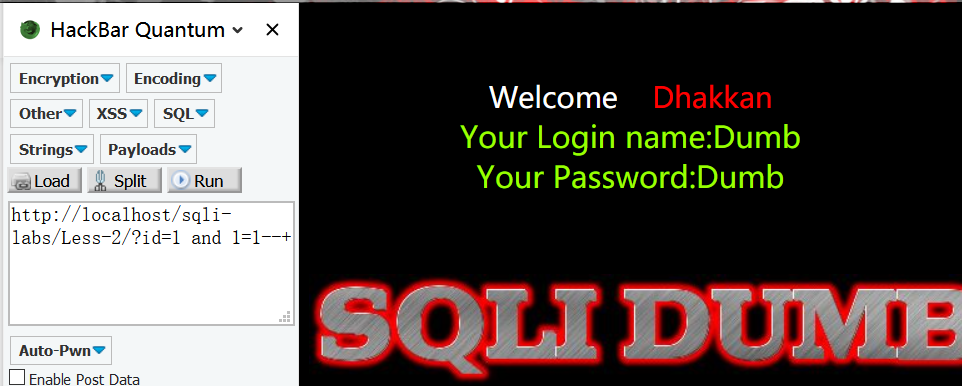 HackBar Quantum
Encryption Encoding
Other XSS SQL
Strings Payloads
Load Split Run
http://localhost/sqli-
labs/Less-2/?id=1 and 1=1--+
Auto-Pwn
Enable Post Data
Welcome Dhakkan
Your Login name:Dumb
Your Password:Dumb
SQLI DUMB